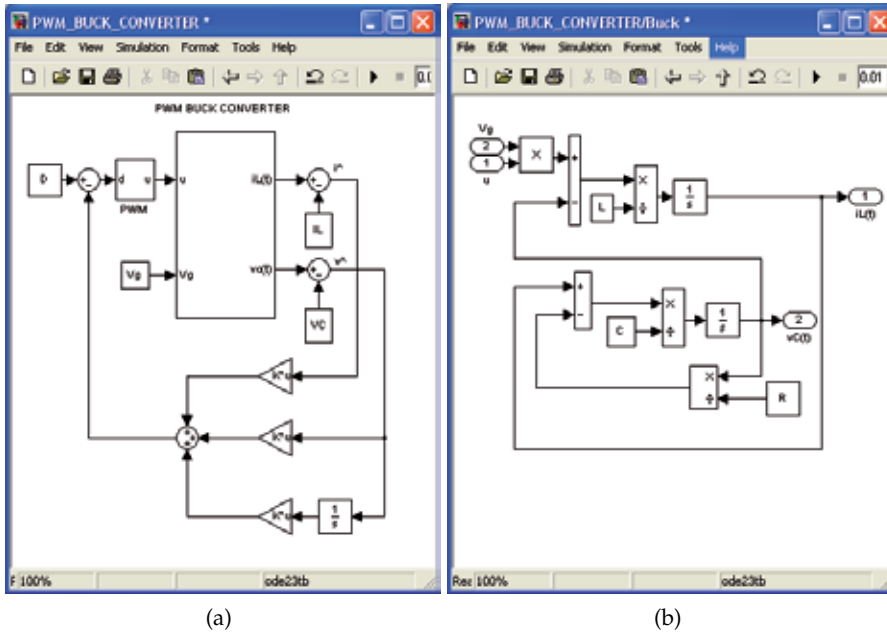 PWM_BUCK_CONVERTER *
File Edit View Simulation Format Tools Help
PWM BUCK CONVERTER
D
+
-
d
u
PWM
u
iL(t)
+
-
i^
IL
Vg
Vg
vc(t)
+
-
v^
VC
K*u
K*u
K*u
1
s
100%
ode23tb
(a)
PWM_BUCK_CONVERTER/Buck *
File Edit View Simulation Format Tools Help
0.01
Vg
2
1
u
×
+
-
L
×
÷
1
s
1
iL(t)
+
-
C
×
÷
1
s
2
vC(t)
×
÷
R
100%
ode23tb
(b)